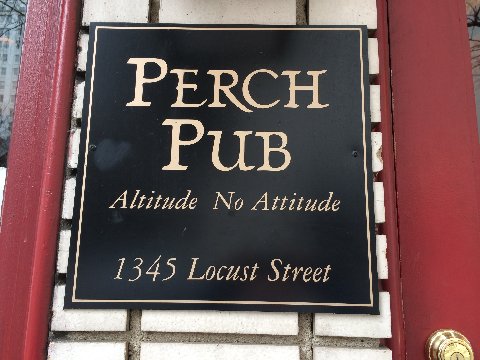 PERCH
PUB
Altitude No Attitude
1345 Locust Street